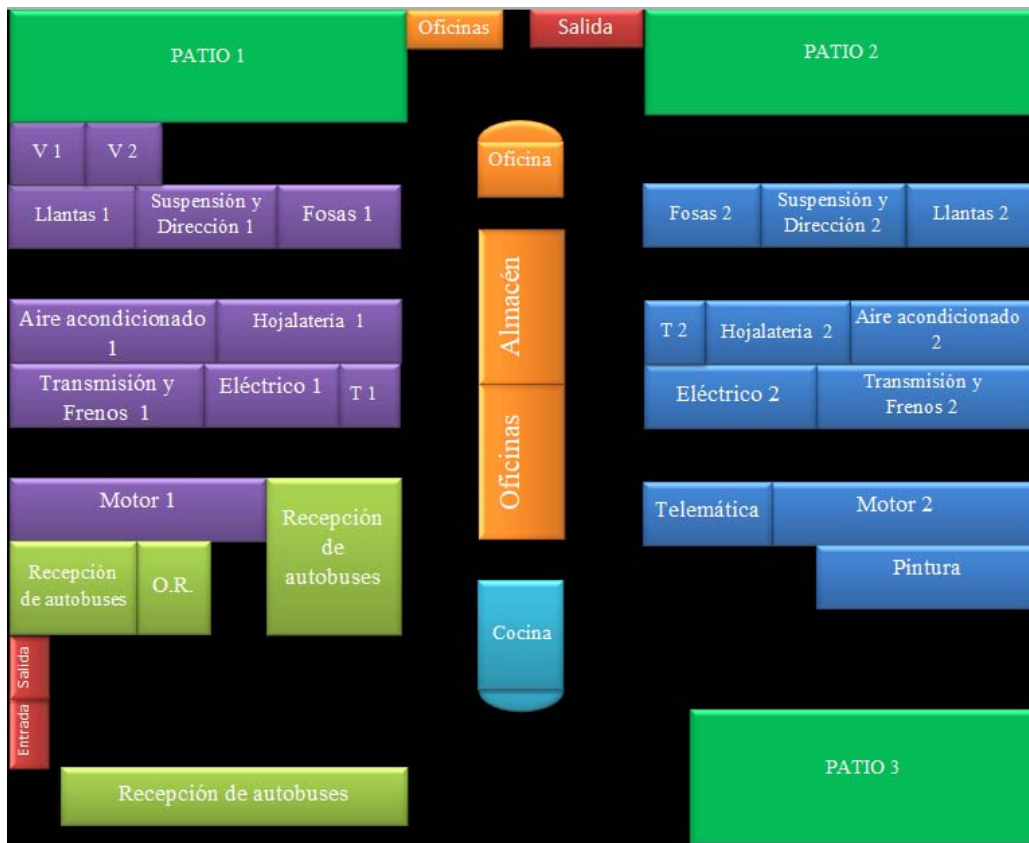 PATIO 1
Oficinas
Salida
PATIO 2
V 1
V 2
Oficina
Llantas 1
Suspensión y
Dirección 1
Fosas 1
Fosas 2
Suspensión y
Dirección 2
Llantas 2
Almacén
Aire acondicionado
1
Hojalateria 1
T 2
Hojalateria 2
Aire acondicionado
2
Transmisión y
Frenos 1
Eléctrico 1
T 1
Eléctrico 2
Transmisión y
Frenos 2
Oficinas
Motor 1
Recepción
de
autobuses
Telemática
Motor 2
Recepción
de autobuses
O.R.
Pintura
Cocina
Salida
Entrada
PATIO 3
Recepción de autobuses